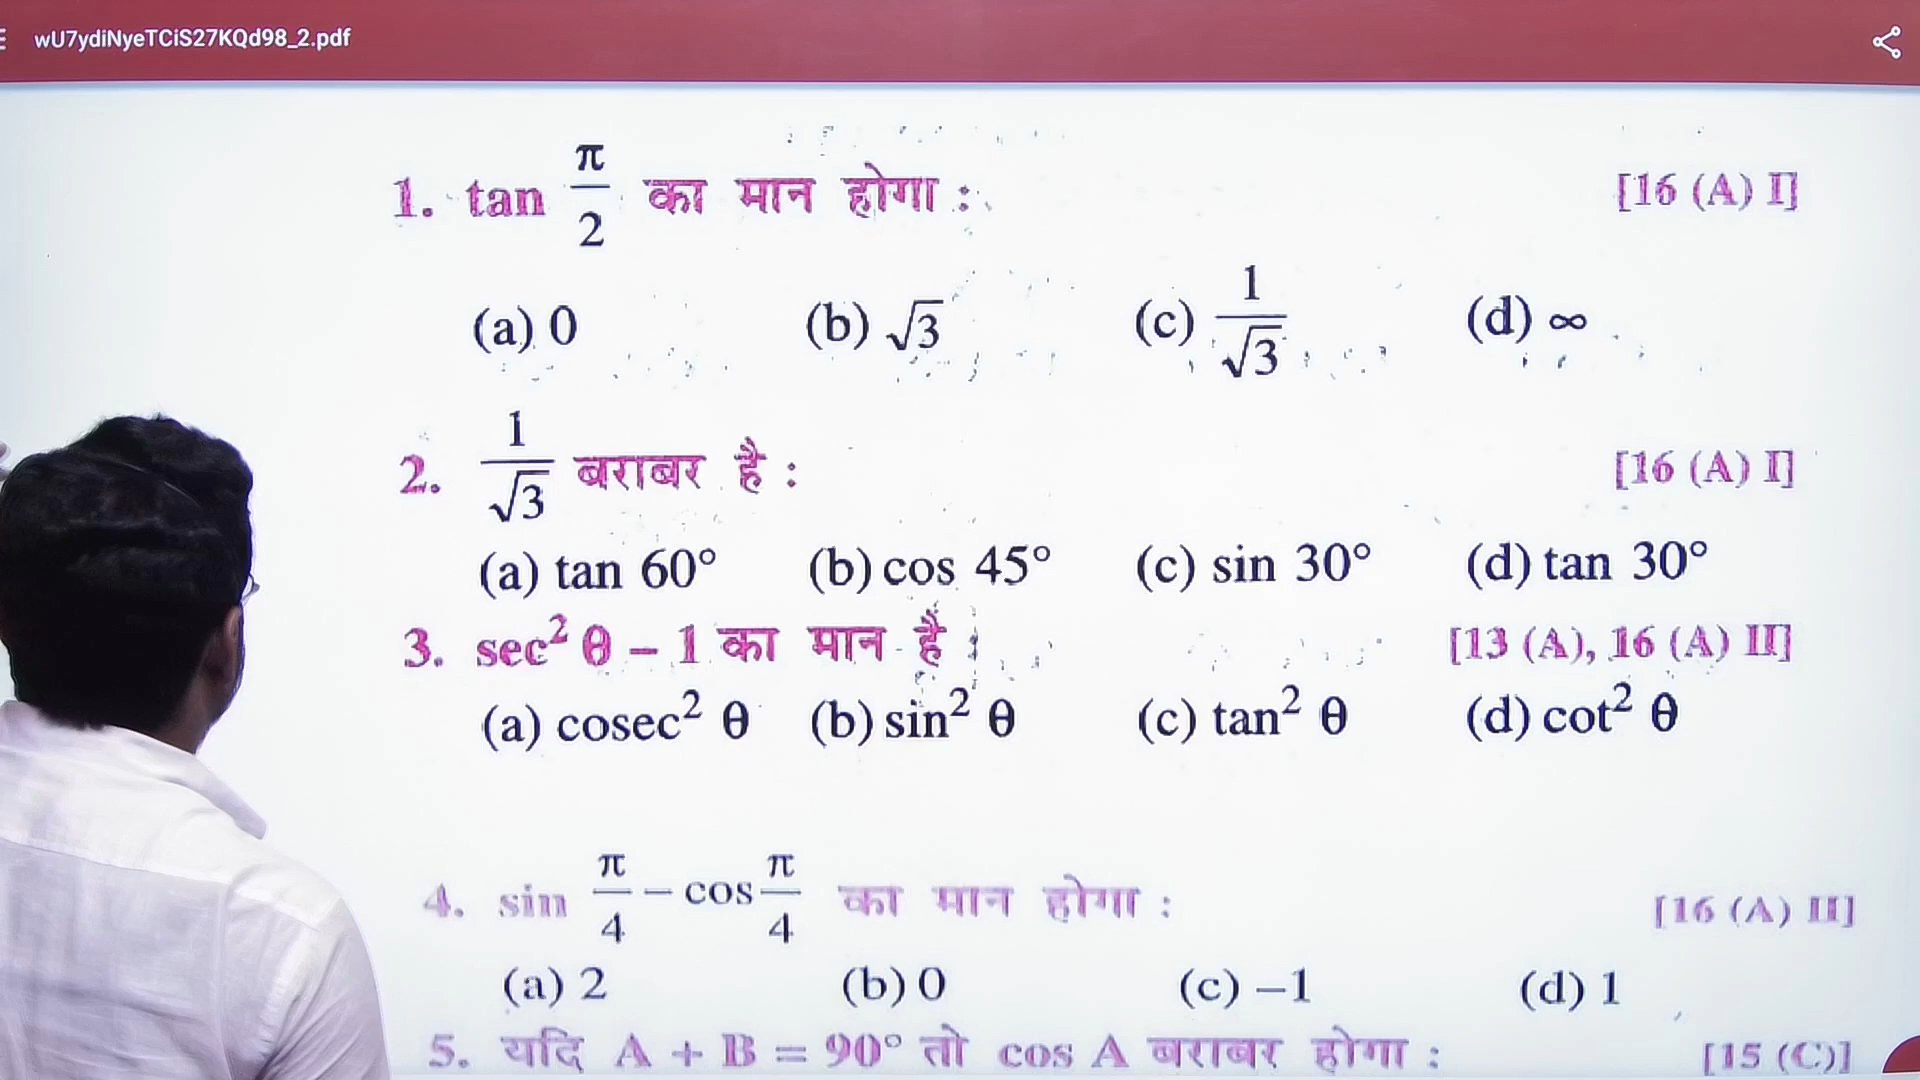 wU7ydiNyeTCiS27KQd98_2.pdf
1. tan π/2 का मान होगा : [16 (A) I]
(a) 0 (b) √3 (c) 1/√3 (d) ∞
2. 1/√3 बराबर है : [16 (A) I]
(a) tan 60° (b) cos 45° (c) sin 30° (d) tan 30°
3. sec² θ – 1 का मान है : [13 (A), 16 (A) II]
(a) cosec² θ (b) sin² θ (c) tan² θ (d) cot² θ
4. sin π/4 – cos π/4 का मान होगा : [16 (A) II]
(a) 2 (b) 0 (c) –1 (d) 1
5. यदि A + B = 90° तो cos A बराबर होगा : [15 (C)]